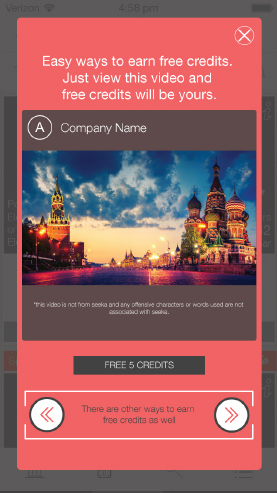 Verizon
4:56 pm
Easy ways to earn free credits.
Just view this video and
free credits will be yours.
A
Company Name
*this video is not from seeka and any offensive characters or words used are not
associated with seeka.
FREE 5 CREDITS
There are other ways to earn
free credits as well